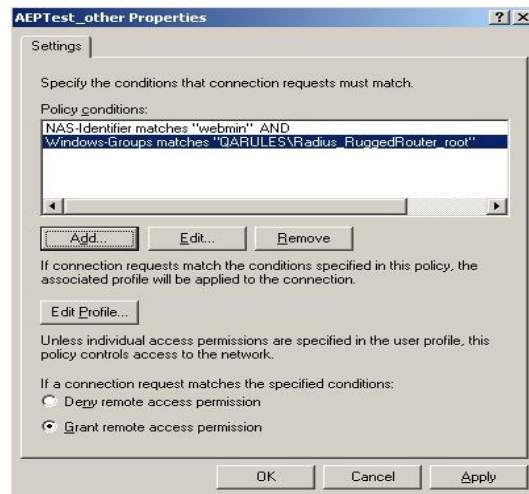 AEPTest_other Properties
Settings
Specify the conditions that connection requests must match.
Policy conditions:
NAS-Identifier matches "webmin" AND
Windows-Groups matches "QARULES\Radius_RuggedRouter_root"
Add... Edit... Remove
If connection requests match the conditions specified in this policy, the
associated profile will be applied to the connection.
Edit Profile...
Unless individual access permissions are specified in the user profile, this
policy controls access to the network.
If a connection request matches the specified conditions:
Deny remote access permission
Grant remote access permission
OK Cancel Apply